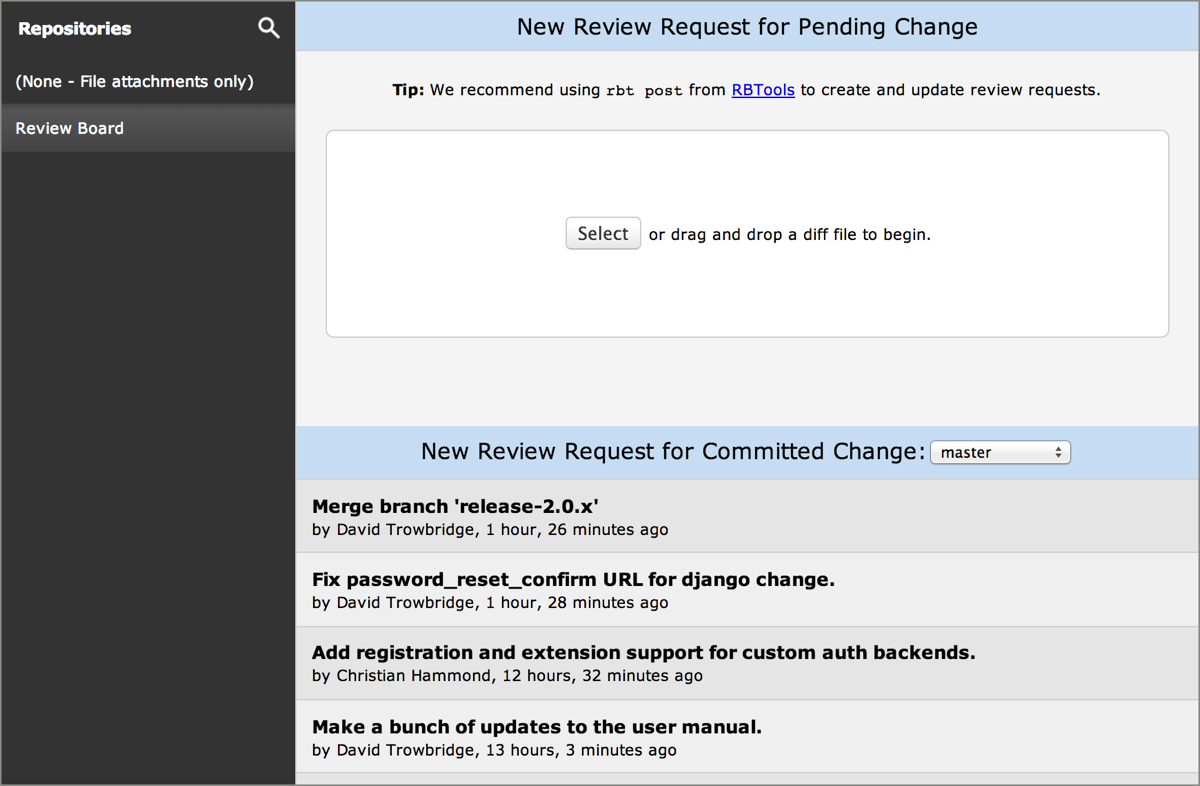 Repositories
(None - File attachments only)
Review Board
New Review Request for Pending Change
Tip: We recommend using rbt post from RBTools to create and update review requests.
Select or drag and drop a diff file to begin.
New Review Request for Committed Change: master
Merge branch 'release-2.0.x'
by David Trowbridge, 1 hour, 26 minutes ago
Fix password_reset_confirm URL for django change.
by David Trowbridge, 1 hour, 28 minutes ago
Add registration and extension support for custom auth backends.
by Christian Hammond, 12 hours, 32 minutes ago
Make a bunch of updates to the user manual.
by David Trowbridge, 13 hours, 3 minutes ago